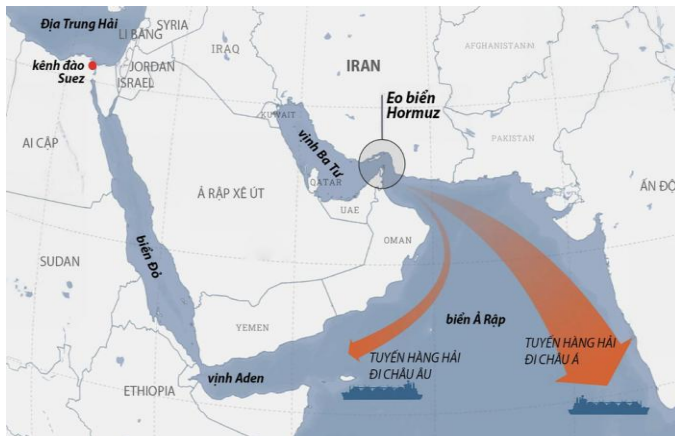 Địa Trung Hải
SYRIA
LI BĂNG
IRAQ
IRAN
AFGHANISTAN
kênh đào
Suez
JORDAN
ISRAEL
Eo biển
Hormuz
KUWAIT
PAKISTAN
AI CẬP
vịnh Ba Tư
QATAR
Ả RẬP XÊ ÚT
UAE
ẤN ĐỘ
OMAN
biển Đỏ
SUDAN
biển Ả Rập
YEMEN
TUYẾN HÀNG HẢI
ĐI CHÂU ÂU
TUYẾN HÀNG HẢI
ĐI CHÂU Á
vịnh Aden
ETHIOPIA